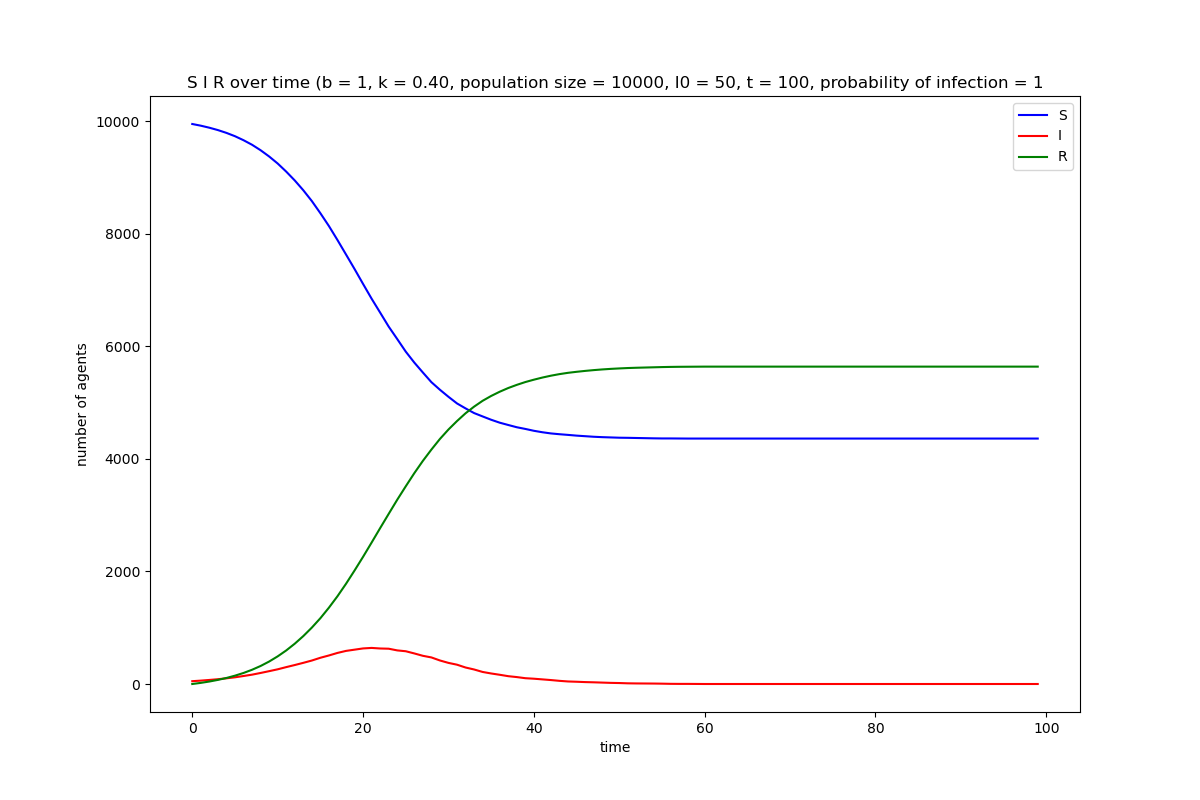 S I R over time (b = 1, k = 0.40, population size = 10000, I0 = 50, t = 100, probability of infection = 1
S
I
R
10000
8000
6000
4000
2000
0
number of agents
0 20 40 60 80 100
time